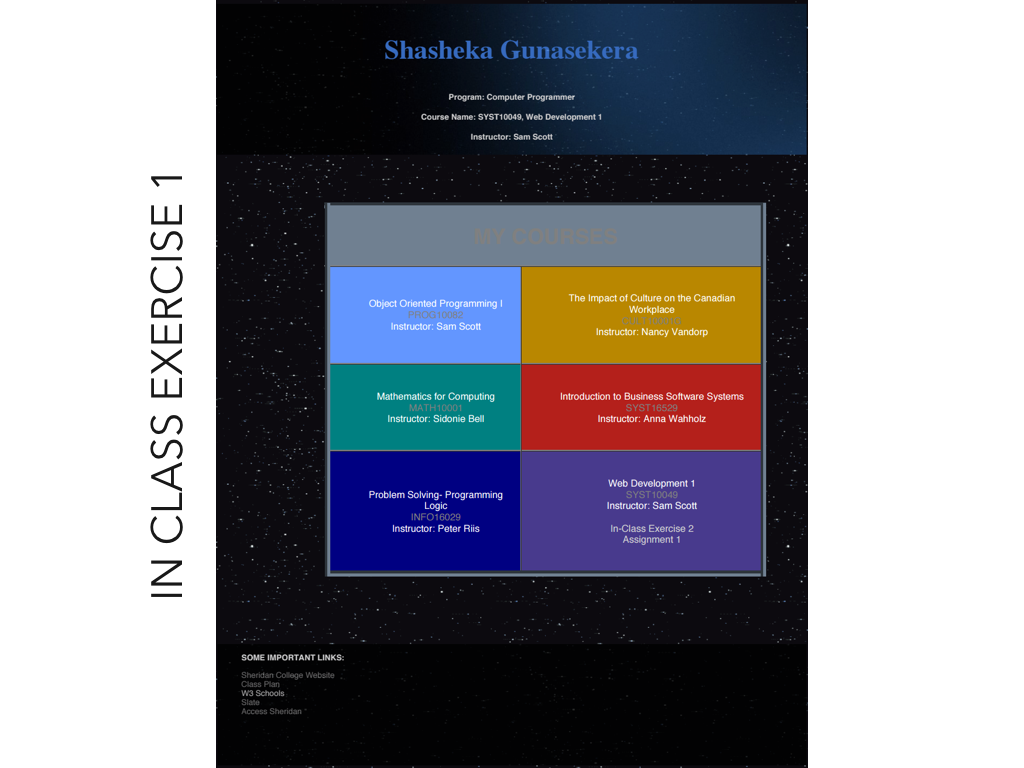 IN CLASS EXERCISE 1
Shasheka Gunasekera
Program: Computer Programmer
Course Name: SYST10049, Web Development 1
Instructor: Sam Scott
MY COURSES
Object Oriented Programming I
PROG10082
Instructor: Sam Scott
The Impact of Culture on the Canadian
Workplace
Instructor: Nancy Vandorp
Mathematics for Computing
MATH10001
Instructor: Sidonie Bell
Introduction to Business Software Systems
SYST16529
Instructor: Anna Wahholz
Problem Solving- Programming
Logic
INFO16029
Instructor: Peter Riis
Web Development 1
SYST10049
Instructor: Sam Scott
In-Class Exercise 2
Assignment 1
SOME IMPORTANT LINKS:
Sheridan College Website
Class Plan
W3 Schools
Slate
Access Sheridan